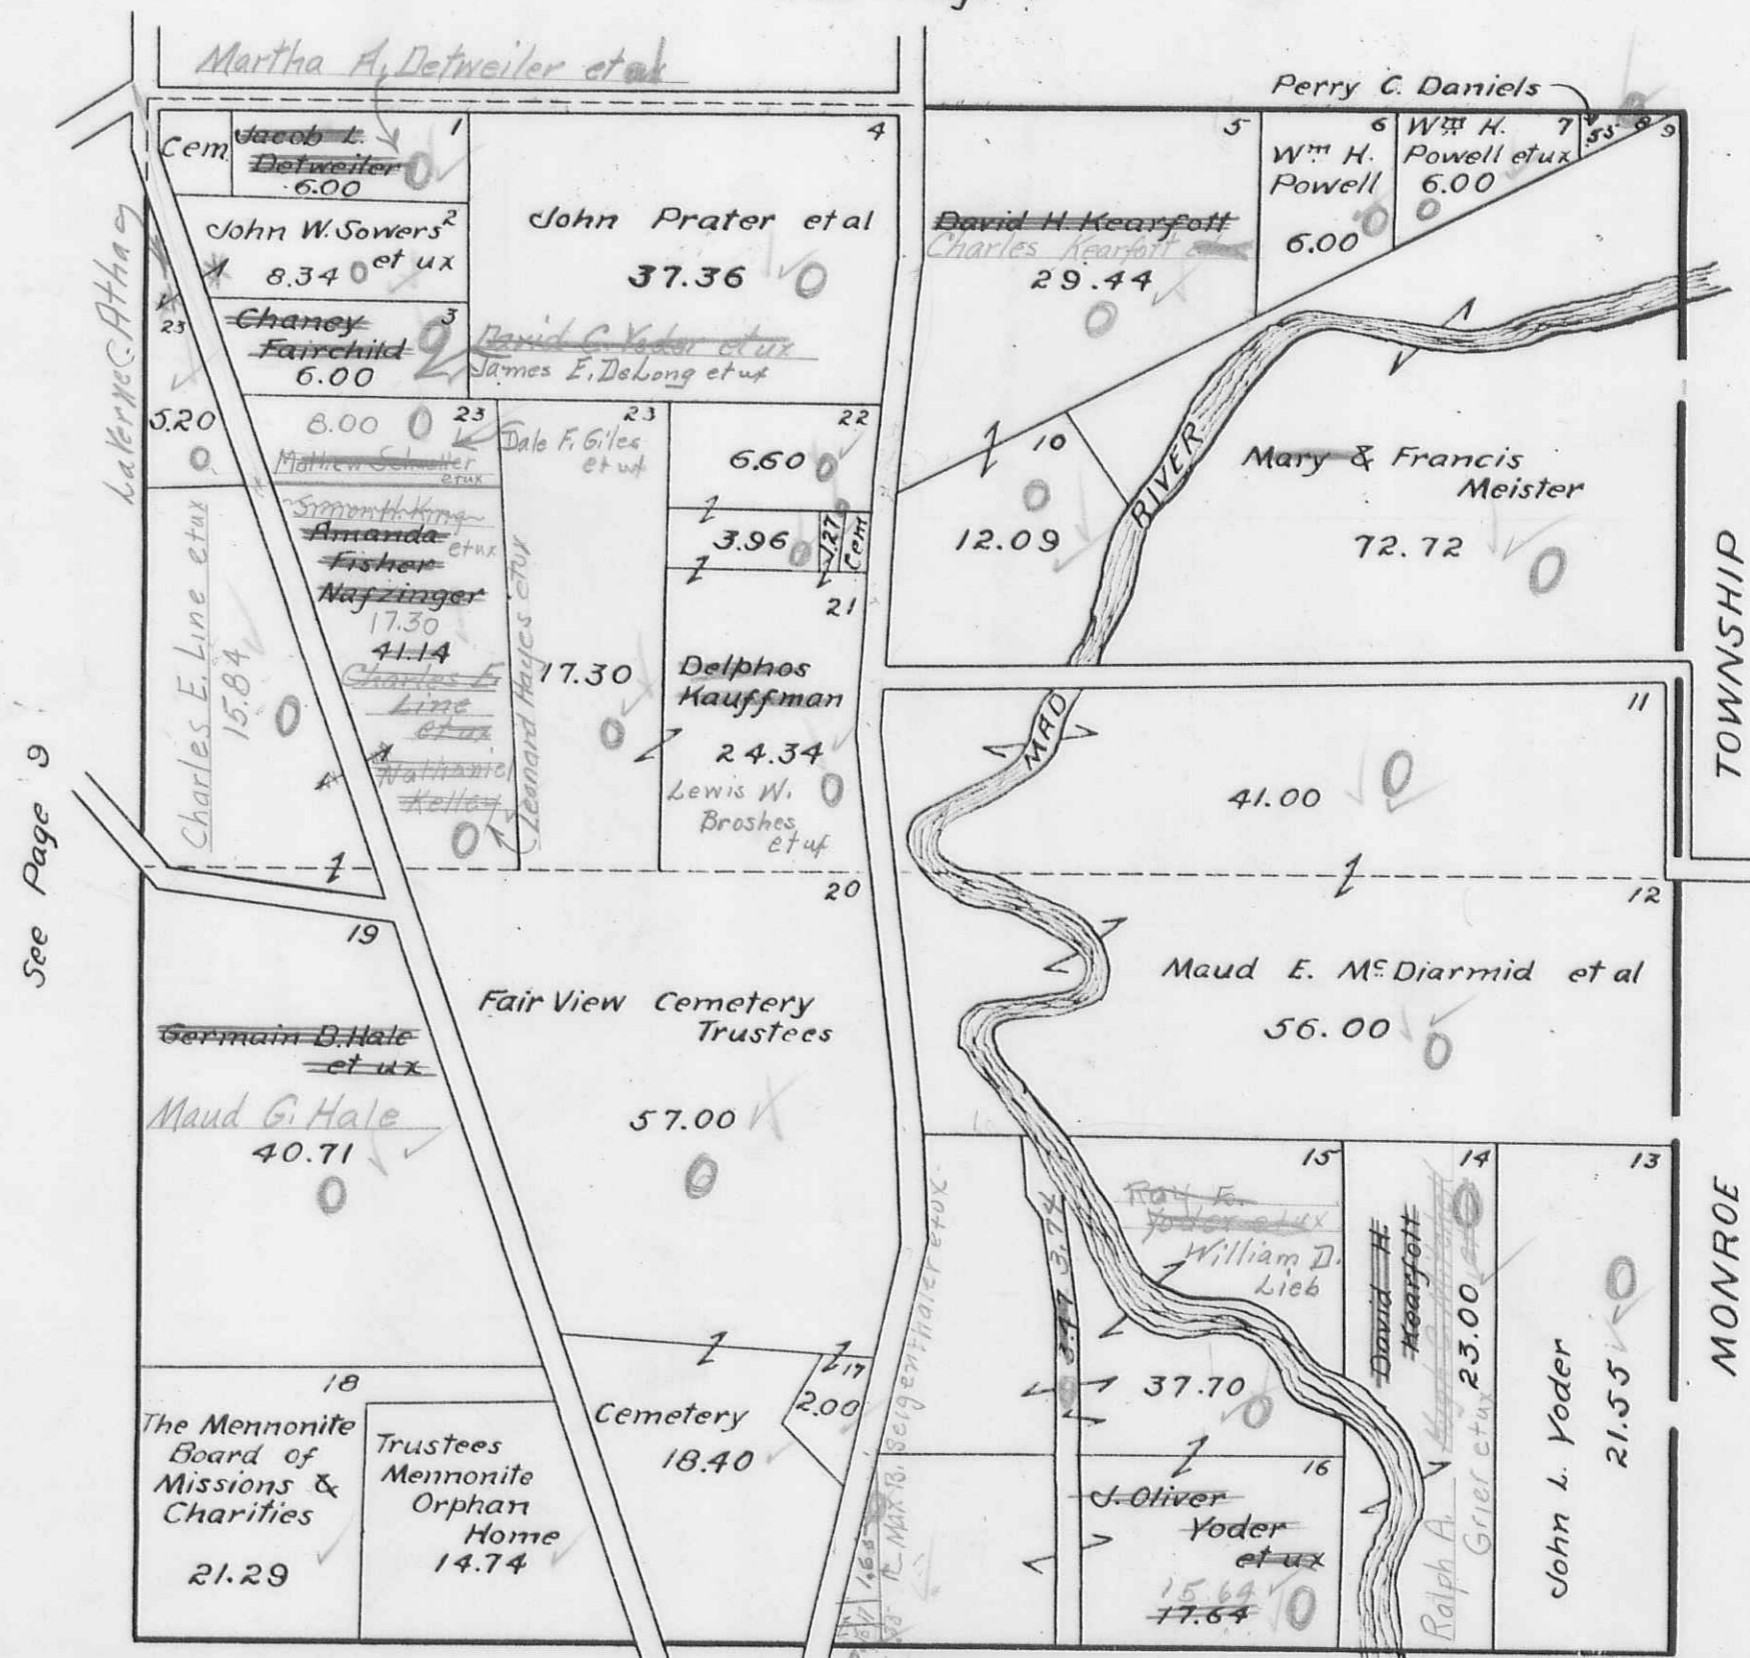 Martha A. Detweiler et
Perry C. Daniels
Cem.
Jacob L.
Detweiler
6.00
1
John W. Sowers
et ux
2
8.34
Chaney
Fairchild
6.00
3
4
John Prater et al
37.36
David C. Yoder et ux
James E. DeLong et ux
5
David H. Kearfott
Charles Kearfott
29.44
6
Wm H.
Powell
6.00
7
Wm H.
Powell et ux
6.00
.55
8
9
LaVerne C. Athay
23
5.20
8.00
23
Mathew Schueller
et ux
Simon H. King
et ux
Amanda
Fisher
Nafzinger
17.30
41.14
Charles E.
Line
et ux
Nathaniel
Kelley
Leonard Hayes et ux
23
Dale F. Giles
et ux
17.30
22
6.60
3.96
1.27
Cem
21
Delphos
Kauffman
24.34
Lewis W.
Broshes
et ux
10
12.09
RIVER
Mary & Francis
Meister
72.72
TOWNSHIP
Charles E. Line et ux
15.84
See Page 9
MAD
11
41.00
12
Maud E. McDiarmid et al
56.00
20
Fair View Cemetery
Trustees
57.00
19
Germain D. Hale
et ux
Maud G. Hale
40.71
15
Ray E.
Yoder et ux
William D.
Lieb
37.70
3.74
14
David H.
Kearfott
23.00
Ralph A.
Grier et ux
13
John L. Yoder
21.55
MONROE
18
The Mennonite
Board of
Missions &
Charities
21.29
Trustees
Mennonite
Orphan
Home
14.74
Cemetery
18.40
17
2.00
Max B. Bergenthaler et ux
1.65
16
J. Oliver
Yoder
et ux
15.64
17.64